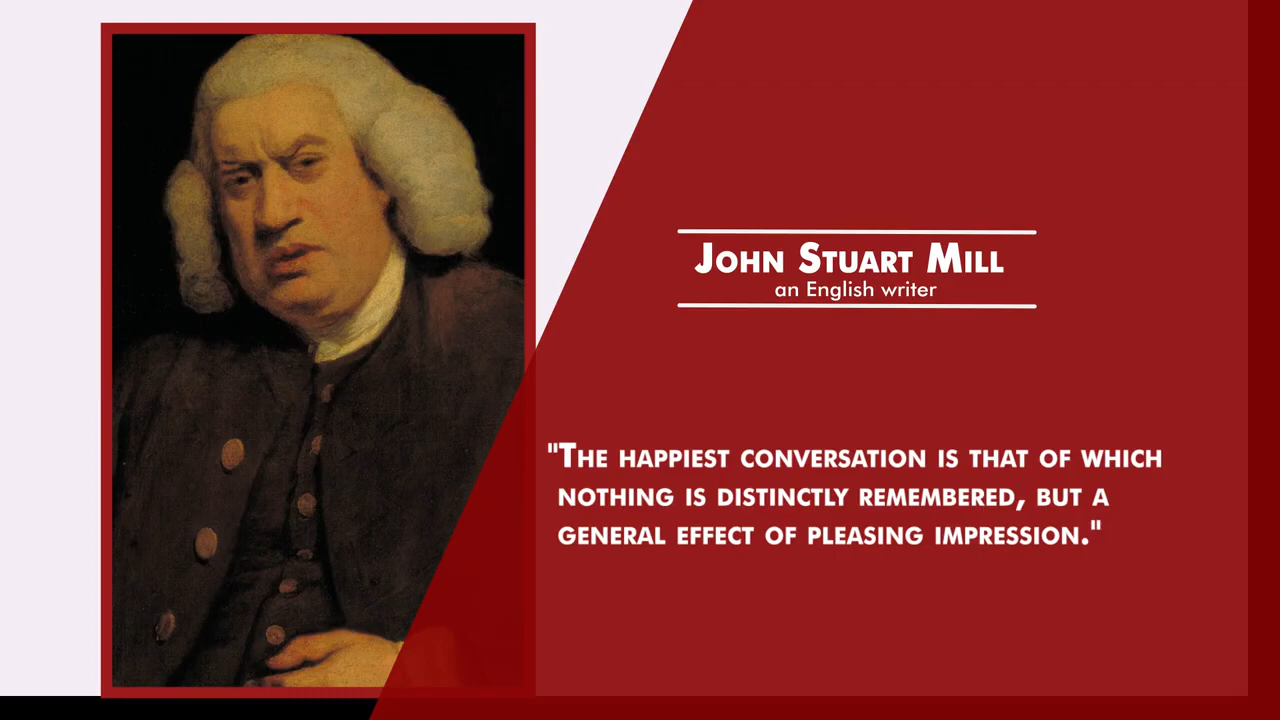 John Stuart Mill
an English writer
"The happiest conversation is that of which
nothing is distinctly remembered, but a
general effect of pleasing impression."